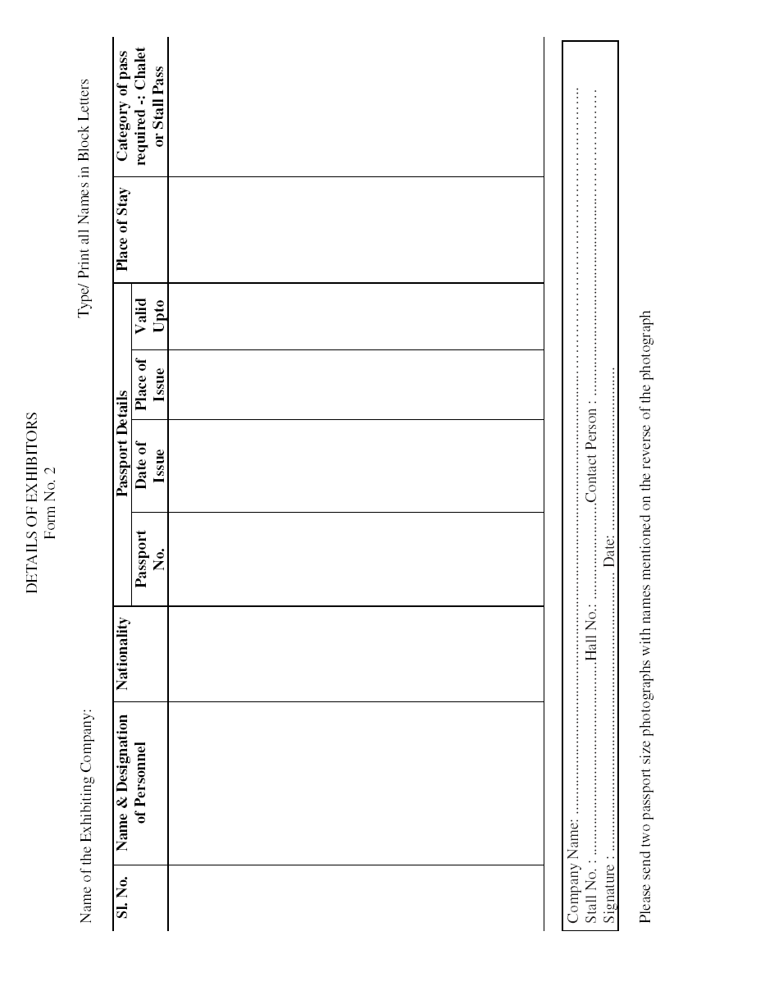 DETAILS OF EXHIBITORS
Form No. 2
Name of the Exhibiting Company: Type/ Print all Names in Block Letters
Sl. No.
Name & Designation
of Personnel
Nationality
Passport Details
Passport
No.
Date of
Issue
Place of
Issue
Valid
Upto
Place of Stay
Category of pass
required -: Chalet
or Stall Pass
Company Name: ........................................................................................................................
Stall No. : ........................................Hall No.: ....................Contact Person : ........................................................
Signature : ........................................................ Date: ........................................
Please send two passport size photographs with names mentioned on the reverse of the photograph